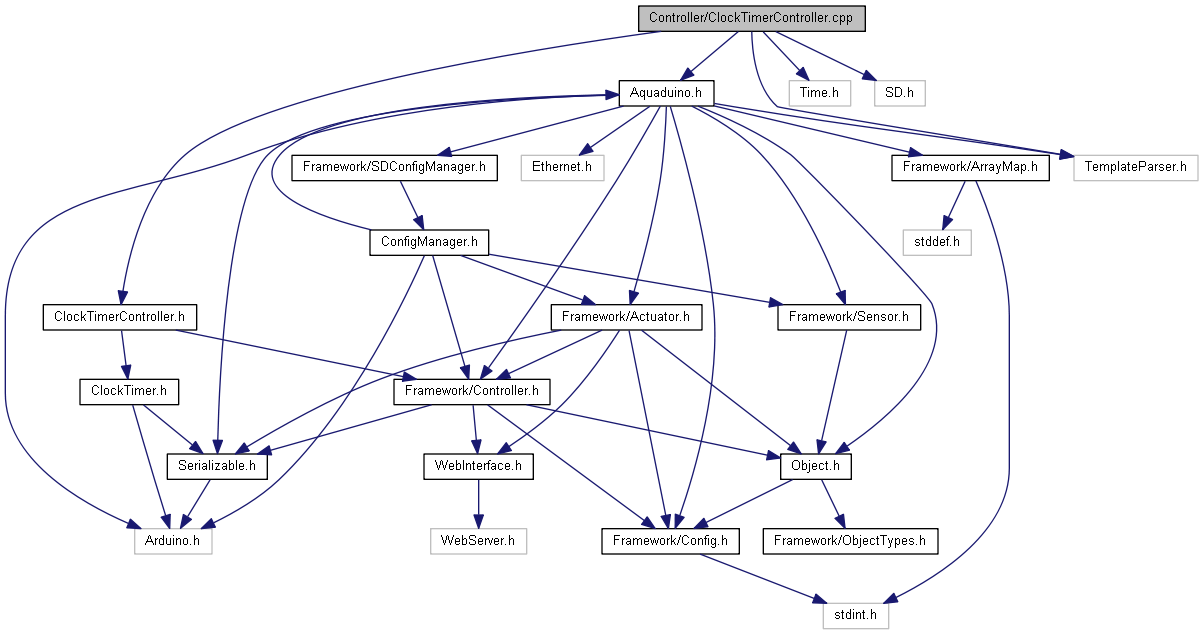 Controller/ClockTimerController.cpp
Aquaduino.h
Time.h
SD.h
Framework/SDConfigManager.h
Ethernet.h
Framework/ArrayMap.h
TemplateParser.h
ConfigManager.h
stddef.h
ClockTimerController.h
Framework/Actuator.h
Framework/Sensor.h
ClockTimer.h
Framework/Controller.h
Serializable.h
WebInterface.h
Object.h
Arduino.h
WebServer.h
Framework/Config.h
Framework/ObjectTypes.h
stdint.h